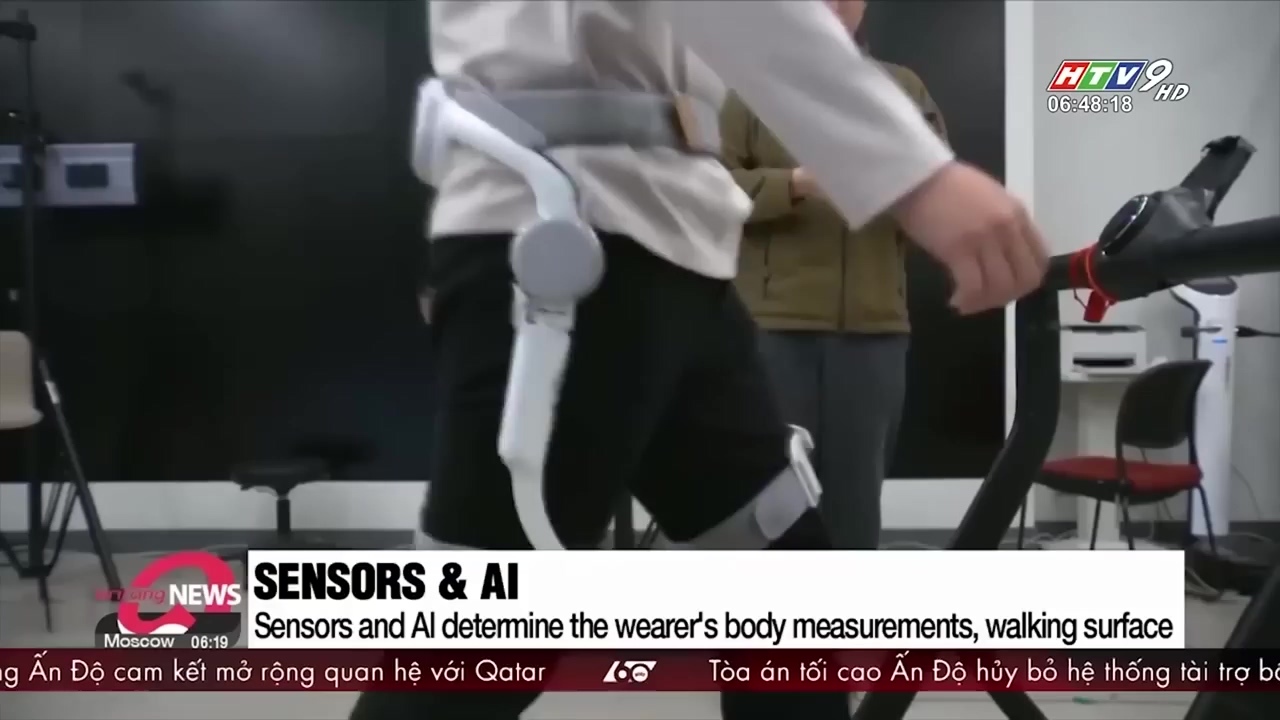 HTV9 HD
06:48:18
SENSORS & AI
Arirang NEWS
Sensors and AI determine the wearer's body measurements, walking surface
Moscow 06:19
Ấn Độ cam kết mở rộng quan hệ với Qatar 60 Tòa án tối cao Ấn Độ hủy bỏ hệ thống tài trợ